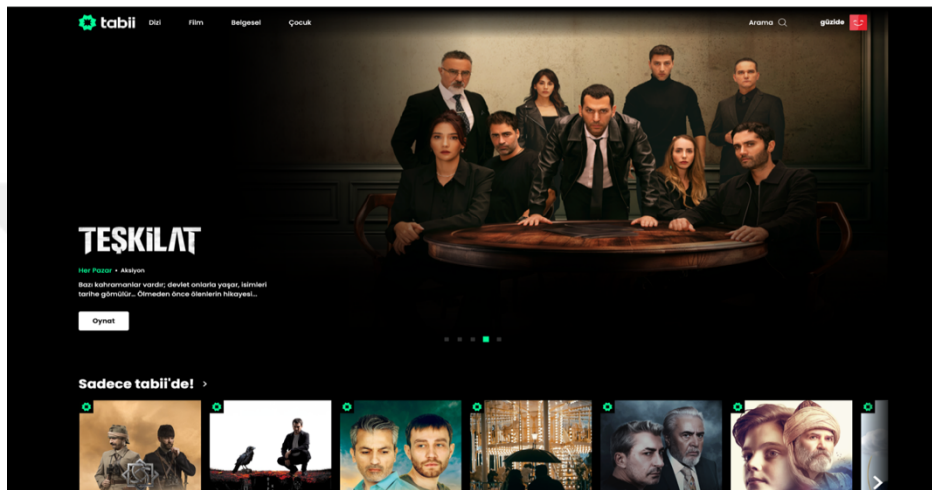 tabii Dizi Film Belgesel Çocuk Arama güzide
TEŞKİLAT
Her Pazar • Aksiyon
Bazı kahramanlar vardır; devlet onlarla yaşar, isimleri
tarihe gömülür... Ölmeden önce ölenlerin hikayesi...
Oynat
Sadece tabii'de! >